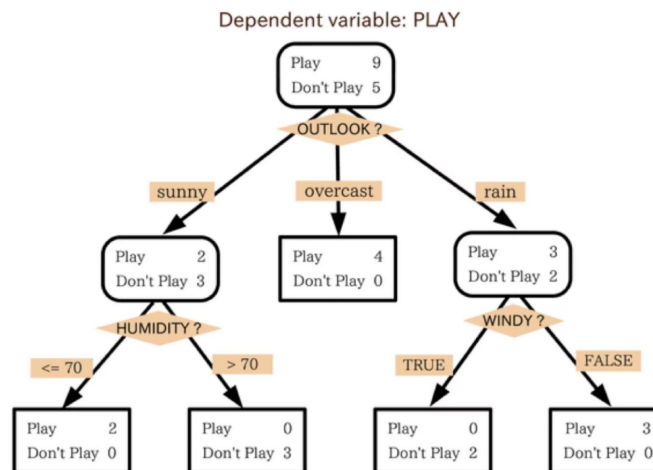 Dependent variable: PLAY
Play 9
Don't Play 5
OUTLOOK ?
sunny
overcast
rain
Play 2
Don't Play 3
Play 4
Don't Play 0
Play 3
Don't Play 2
HUMIDITY ?
WINDY ?
<= 70
> 70
TRUE
FALSE
Play 2
Don't Play 0
Play 0
Don't Play 3
Play 0
Don't Play 2
Play 3
Don't Play 0